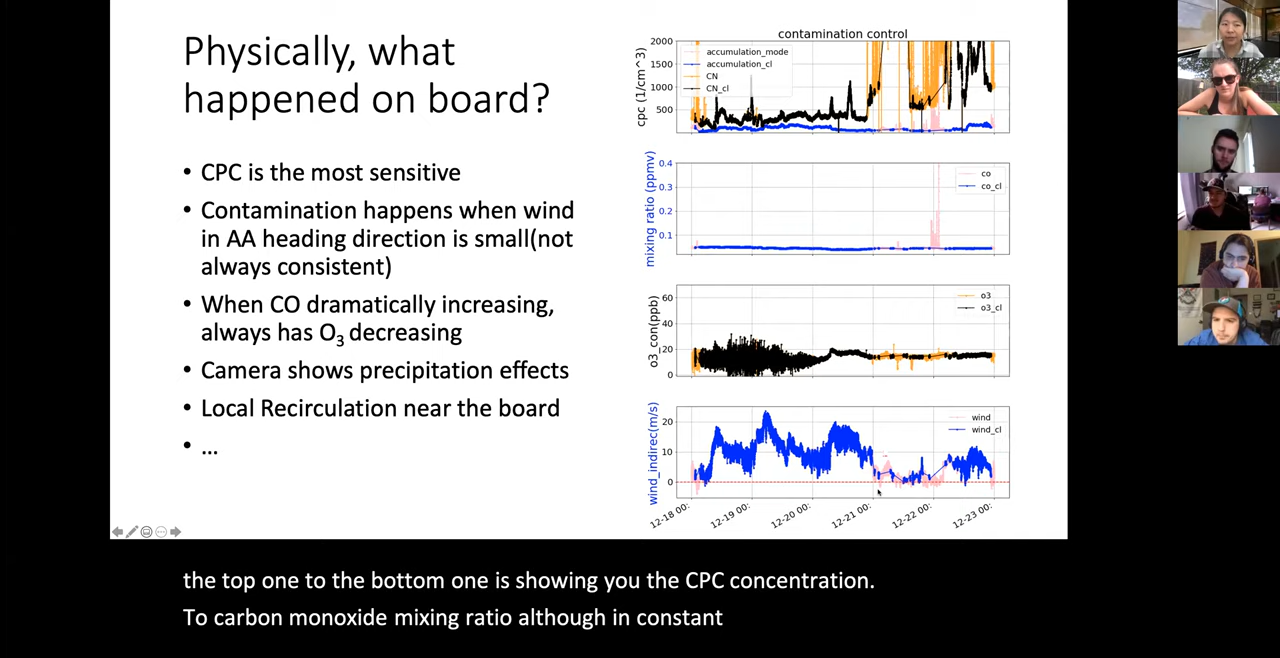 Physically, what
happened on board?
• CPC is the most sensitive
• Contamination happens when wind
in AA heading direction is small(not
always consistent)
• When CO dramatically increasing,
always has O3 decreasing
• Camera shows precipitation effects
• Local Recirculation near the board
• ...
contamination control
cpc (1/cm^3)
2000
1500
1000
500
accumulation_mode
accumulation_cl
CN
CN_cl
mixing ratio (ppmv)
0.4
0.3
0.2
0.1
co
co_cl
o3_con(ppb)
60
40
20
0
o3
o3_cl
wind_indirec(m/s)
20
10
0
wind
wind_cl
12-18 00:
12-19 00:
12-20 00:
12-21 00:
12-22 00:
12-23 00:
the top one to the bottom one is showing you the CPC concentration.
To carbon monoxide mixing ratio although in constant